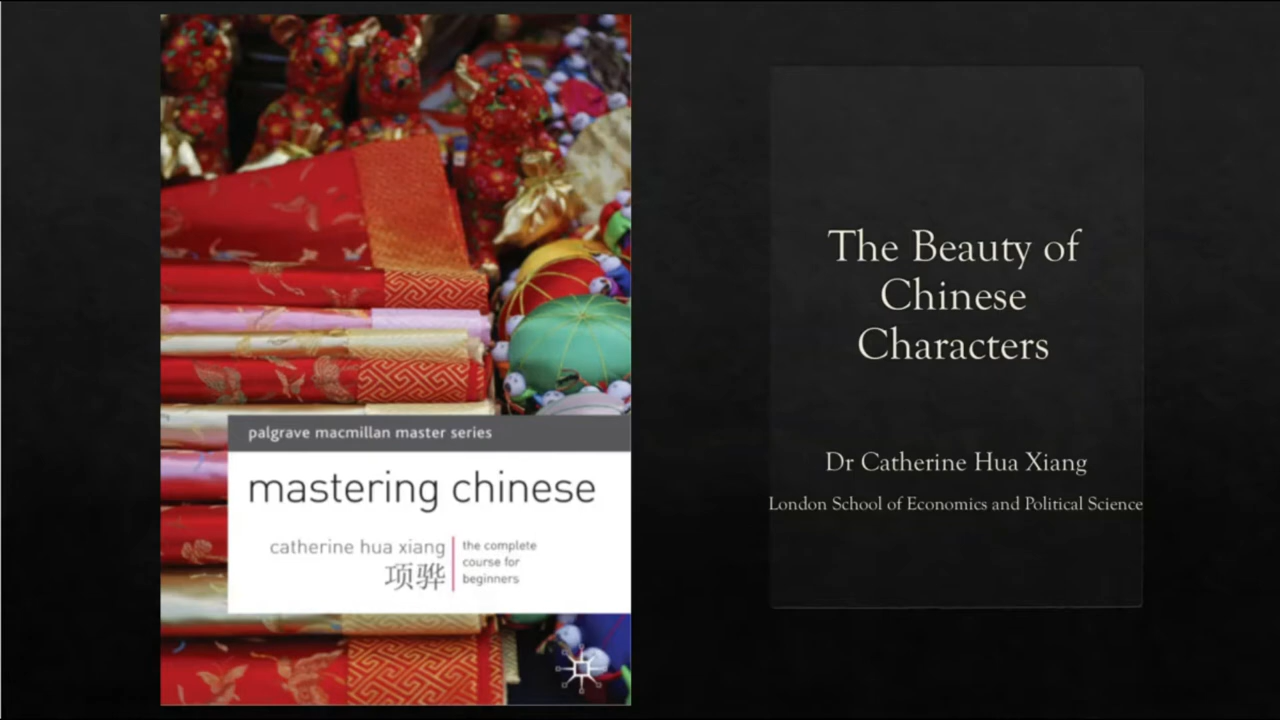 palgrave macmillan master series
mastering chinese
catherine hua xiang
项骅
the complete
course for
beginners
The Beauty of
Chinese
Characters
Dr Catherine Hua Xiang
London School of Economics and Political Science